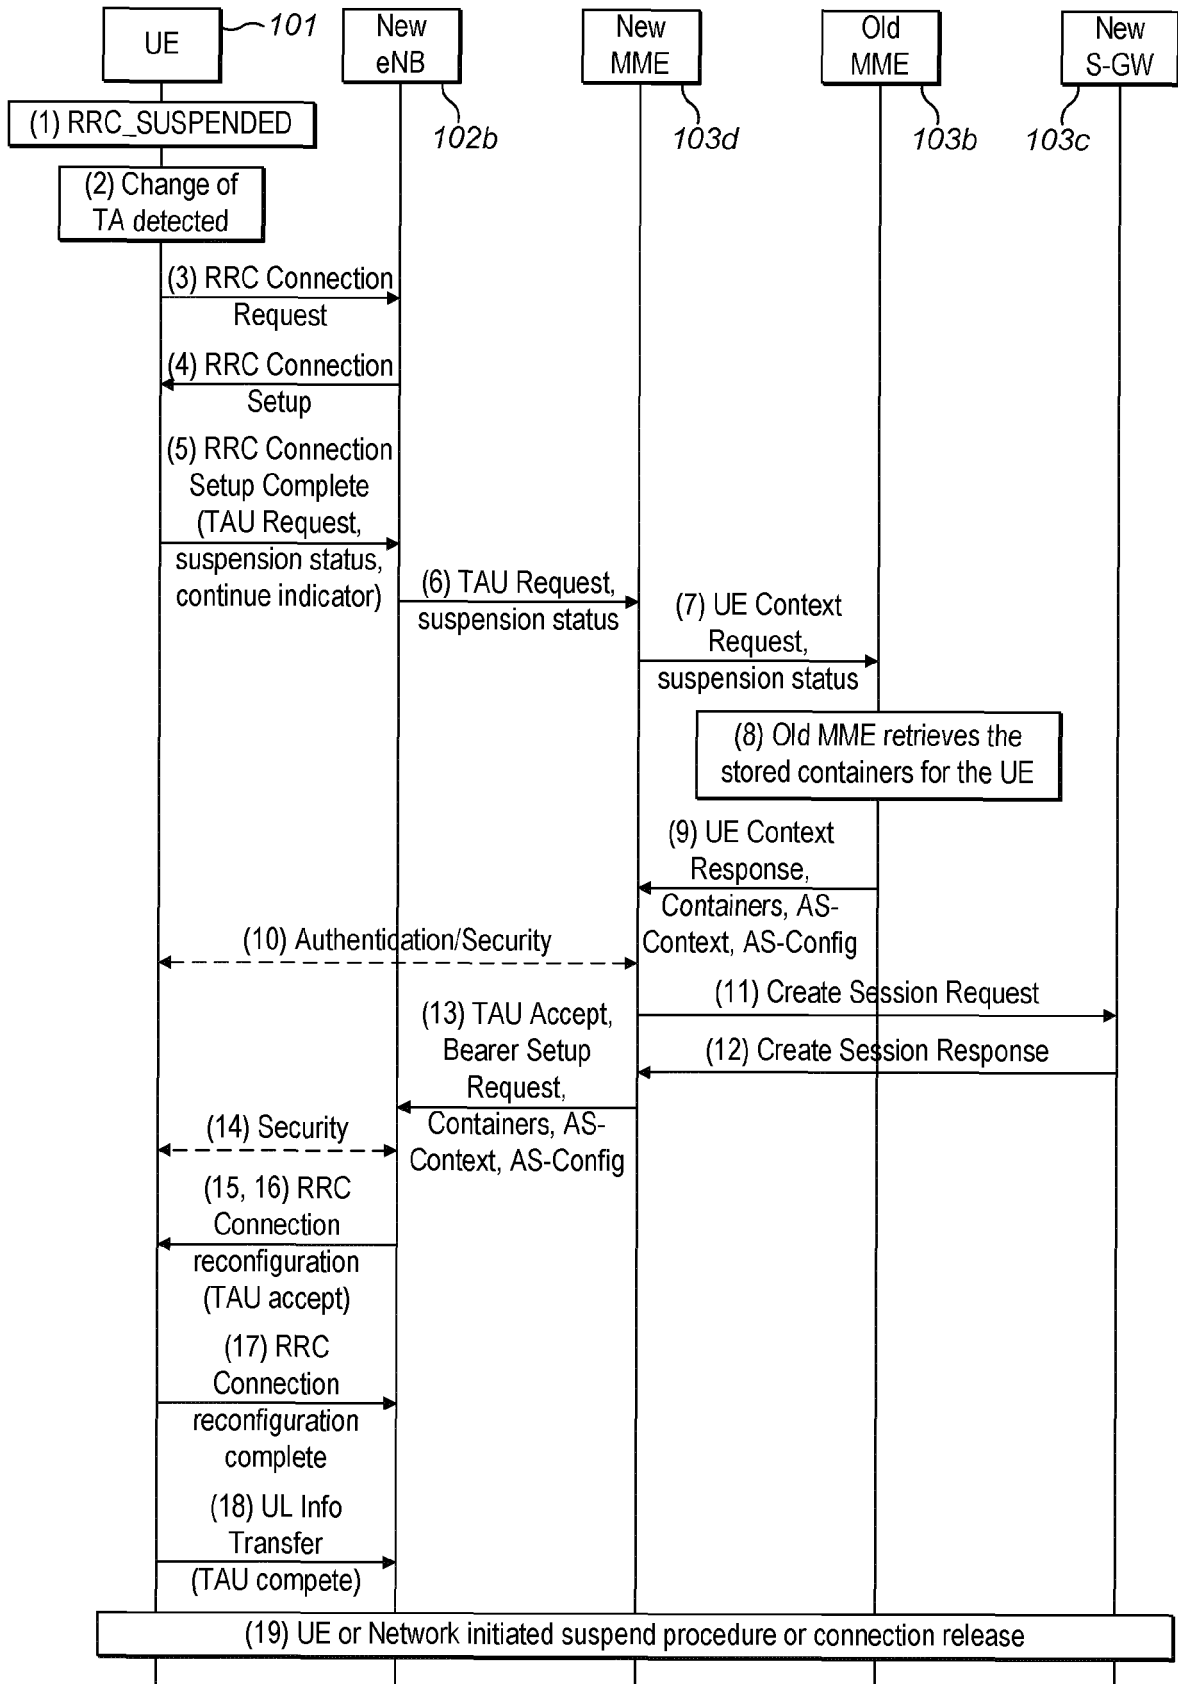 UE
101
New
eNB
102b
New
MME
103d
Old
MME
103b
New
S-GW
103c
(1) RRC_SUSPENDED
(2) Change of
TA detected
(3) RRC Connection
Request
(4) RRC Connection
Setup
(5) RRC Connection
Setup Complete
(TAU Request,
suspension status,
continue indicator)
(6) TAU Request,
suspension status
(7) UE Context
Request,
suspension status
(8) Old MME retrieves the
stored containers for the UE
(9) UE Context
Response,
Containers, AS-
Context, AS-Config
(10) Authentication/Security
(11) Create Session Request
(12) Create Session Response
(13) TAU Accept,
Bearer Setup
Request,
Containers, AS-
Context, AS-Config
(14) Security
(15, 16) RRC
Connection
reconfiguration
(TAU accept)
(17) RRC
Connection
reconfiguration
complete
(18) UL Info
Transfer
(TAU compete)
(19) UE or Network initiated suspend procedure or connection release